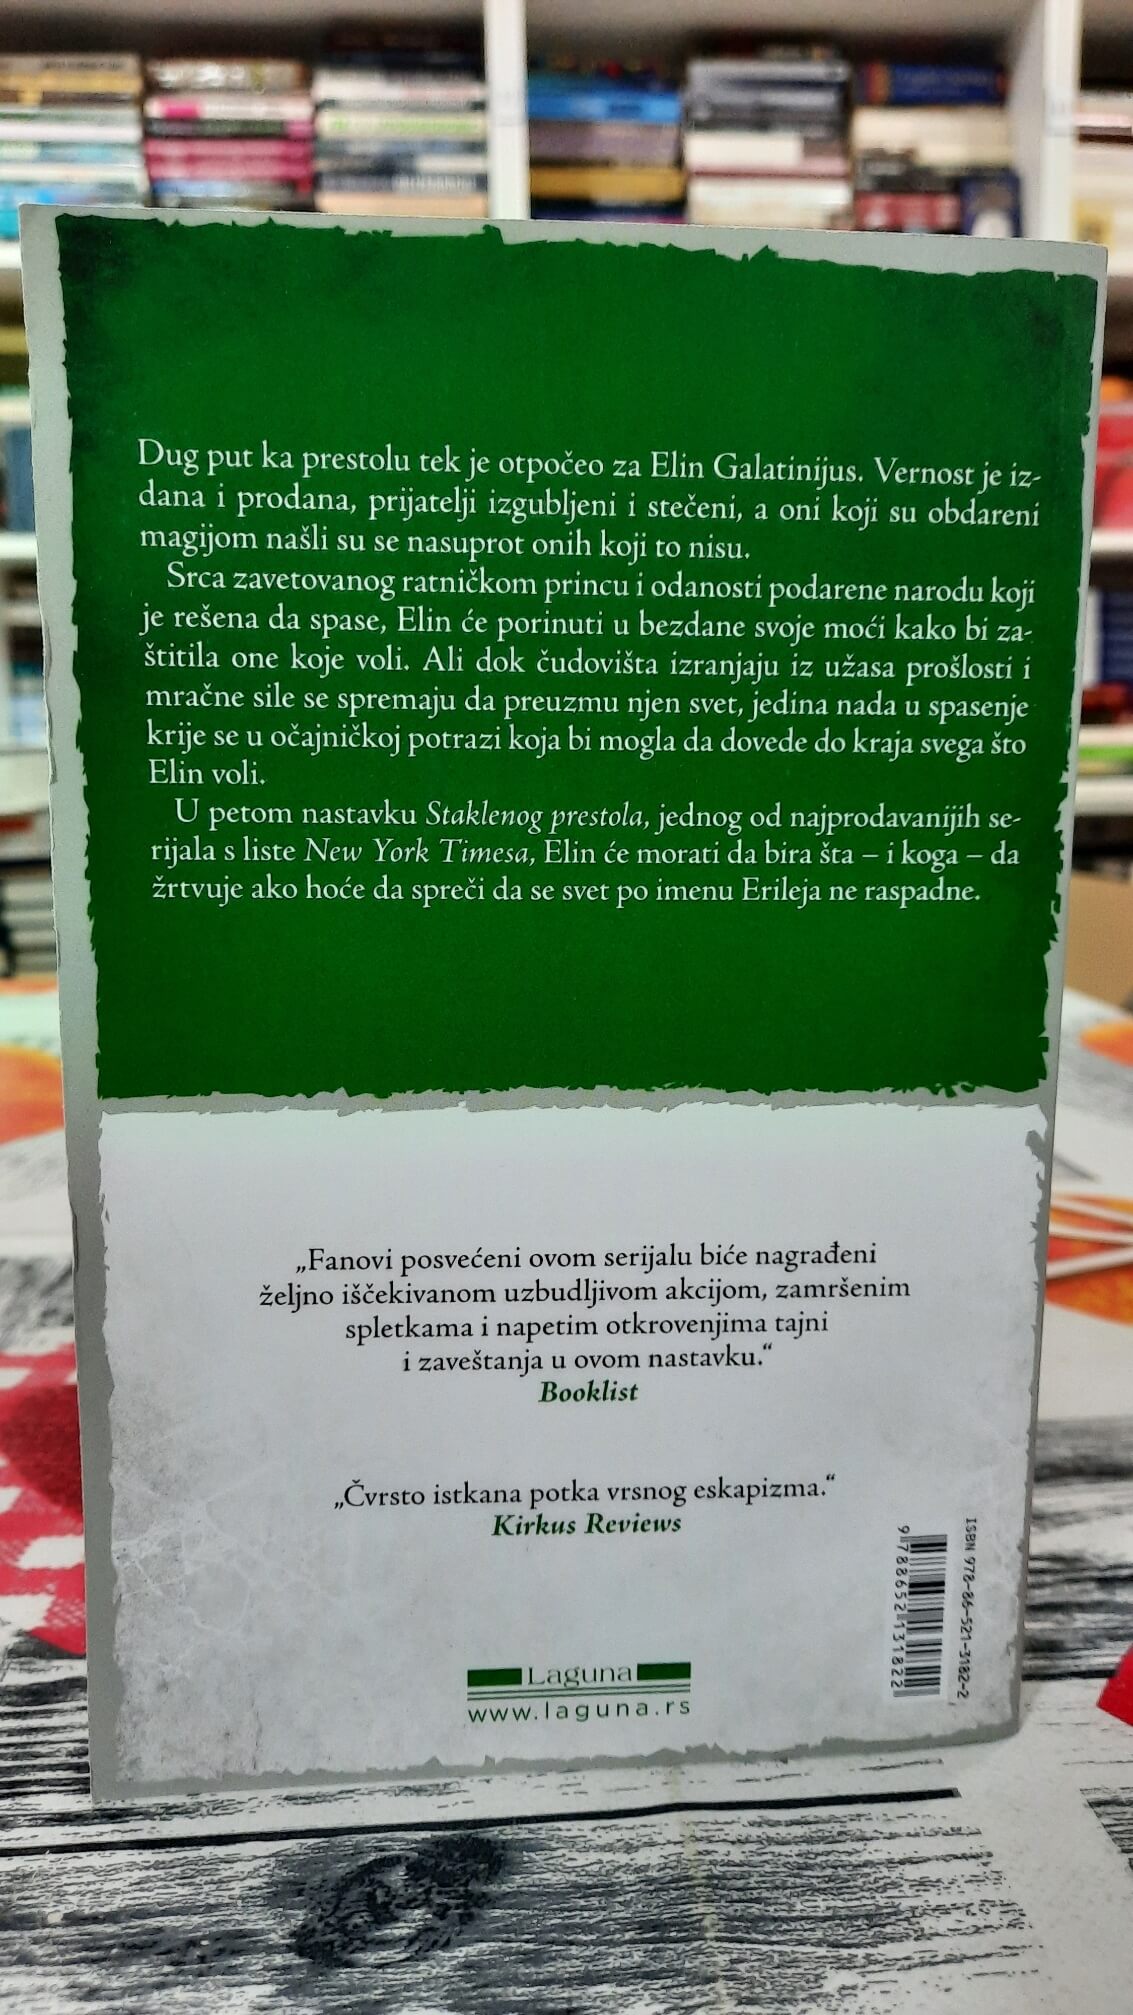 Dug put ka prestolu tek je otpočeo za Elin Galatinijus. Vernost je iz-
dana i prodana, prijatelji izgubljeni i stečeni, a oni koji su obdareni
magijom našli su se nasuprot onih koji to nisu.
Srca zavetovanog ratničkom princu i odanosti podarene narodu koji
je rešena da spase, Elin će porinuti u bezdane svoje moći kako bi za-
štitila one koje voli. Ali dok čudovišta izranjaju iz užasa prošlosti i
mračne sile se spremaju da preuzmu njen svet, jedina nada u spasenje
krije se u očajničkoj potrazi koja bi mogla da dovede do kraja svega što
Elin voli.
U petom nastavku Staklenog prestola, jednog od najprodavanijih se-
rijala s liste New York Timesa, Elin će morati da bira šta – i koga – da
žrtvuje ako hoće da spreči da se svet po imenu Erileja ne raspadne.
„Fanovi posvećeni ovom serijalu biće nagrađeni
željno iščekivanom uzbudljivom akcijom, zamršenim
spletkama i napetim otkrovenjima tajni
i zaveštanja u ovom nastavku.“
Booklist
„Čvrsto istkana potka vrsnog eskapizma.“
Kirkus Reviews
ISBN 978-86-521-3182-2
9 788652 131822
Laguna
www.laguna.rs